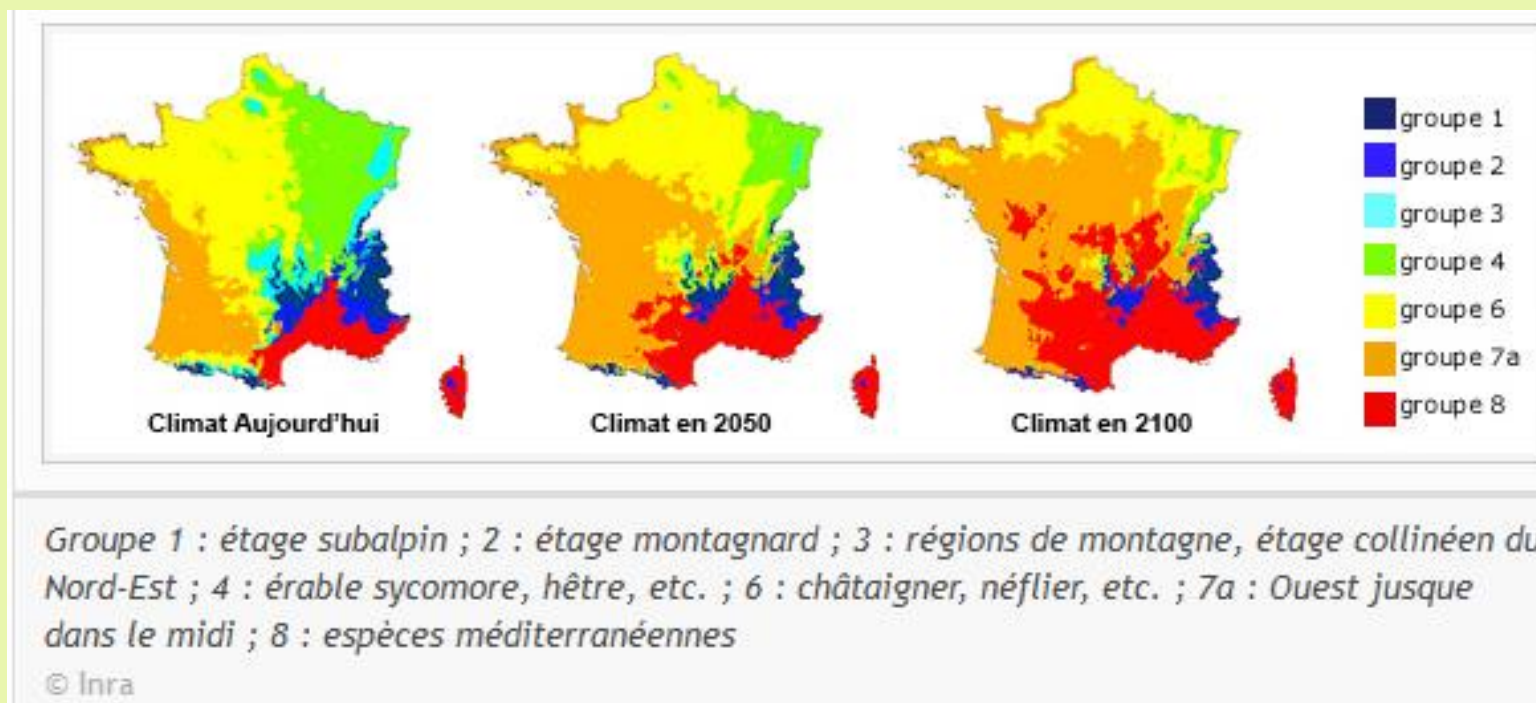 Climat Aujourd'hui
Climat en 2050
Climat en 2100
groupe 1
groupe 2
groupe 3
groupe 4
groupe 6
groupe 7a
groupe 8
Groupe 1 : étage subalpin ; 2 : étage montagnard ; 3 : régions de montagne, étage collinéen du
Nord-Est ; 4 : érable sycomore, hêtre, etc. ; 6 : châtaigner, néflier, etc. ; 7a : Ouest jusque
dans le midi ; 8 : espèces méditerranéennes
© Inra